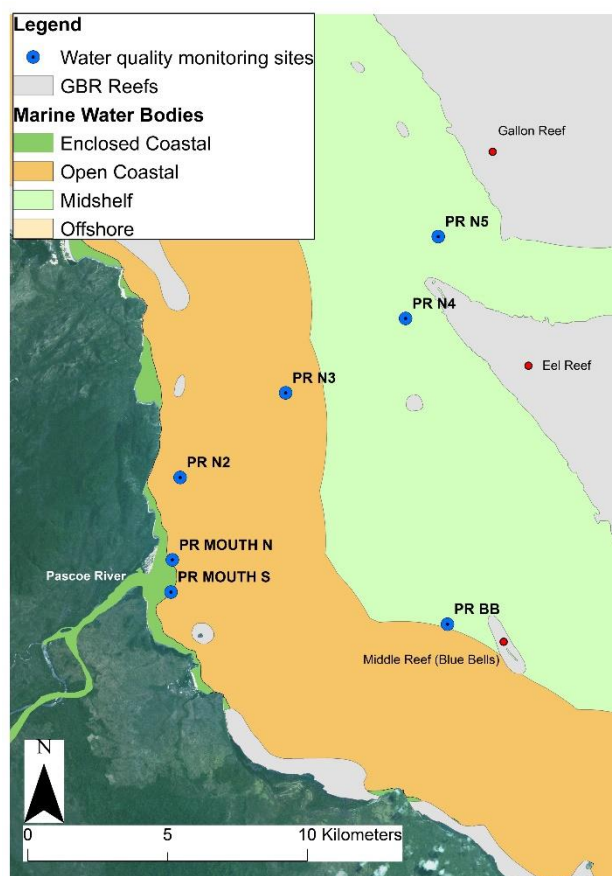 Legend
Water quality monitoring sites
GBR Reefs
Marine Water Bodies
Enclosed Coastal
Open Coastal
Midshelf
Offshore
Gallon Reef
PR N5
PR N4
Eel Reef
PR N3
PR N2
PR MOUTH N
Pascoe River
PR MOUTH S
PR BB
Middle Reef (Blue Bells)
N
0 5 10 Kilometers